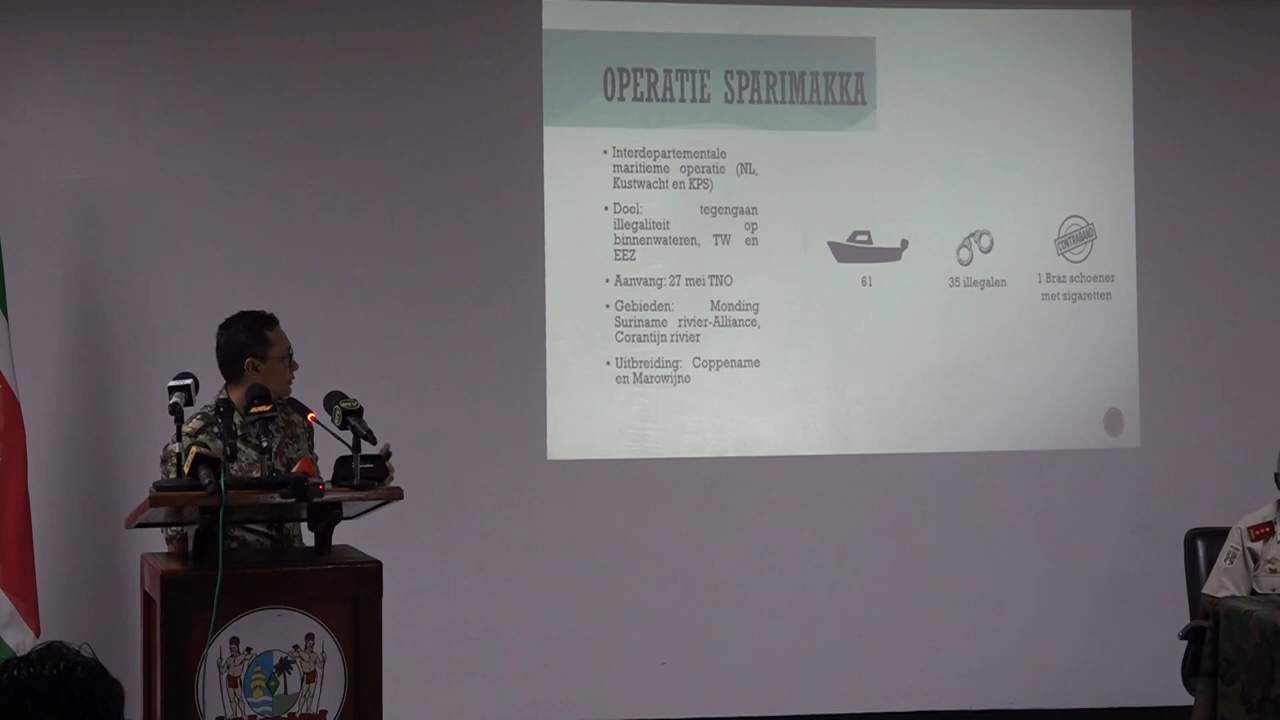 OPERATIE SPARIMAKKA
▪ Interdepartementale
maritieme operatie (NL,
Kustwacht en KPS)
▪ Doel: tegengaan
illegaliteit op
binnenwateren, TW en
EEZ
▪ Aanvang: 27 mei TNO
▪ Gebieden: Monding
Suriname rivier-Alliance,
Corantijn rivier
▪ Uitbreiding: Coppename
en Marowijne
61
35 illegalen
CONTRABAND
1 Braz schoener
met sigaretten